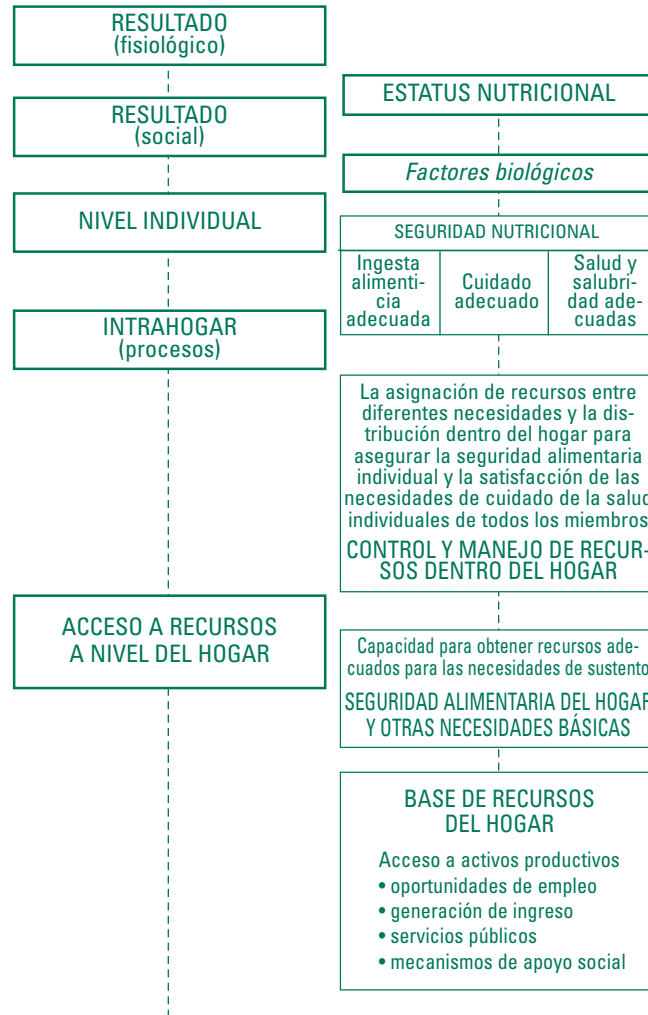 RESULTADO
(fisiológico)
RESULTADO
(social)
NIVEL INDIVIDUAL
INTRAHOGAR
(procesos)
ACCESO A RECURSOS
A NIVEL DEL HOGAR
ESTATUS NUTRICIONAL
Factores biológicos
SEGURIDAD NUTRICIONAL
Ingesta
alimenti-
cia
adecuada
Cuidado
adecuado
Salud y
salubri-
dad ade-
cuadas
La asignación de recursos entre
diferentes necesidades y la dis-
tribución dentro del hogar para
asegurar la seguridad alimentaria
individual y la satisfacción de las
necesidades de cuidado de la salud
individuales de todos los miembros
CONTROL Y MANEJO DE RECUR-
SOS DENTRO DEL HOGAR
Capacidad para obtener recursos ade-
cuados para las necesidades de sustento
SEGURIDAD ALIMENTARIA DEL HOGAR
Y OTRAS NECESIDADES BÁSICAS
BASE DE RECURSOS
DEL HOGAR
Acceso a activos productivos
• oportunidades de empleo
• generación de ingreso
• servicios públicos
• mecanismos de apoyo social